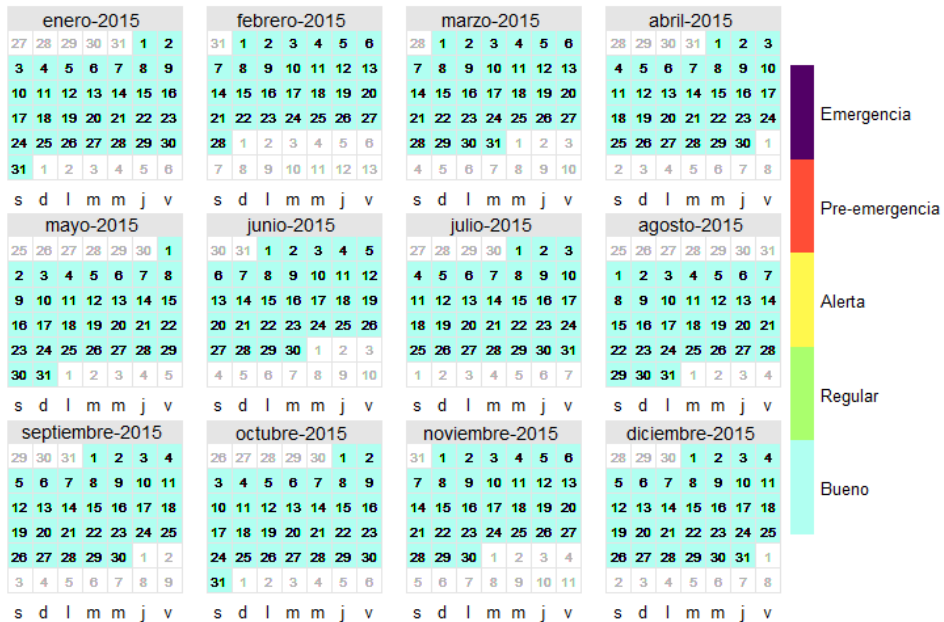 enero-2015
27 28 29 30 31 1 2
3 4 5 6 7 8 9
10 11 12 13 14 15 16
17 18 19 20 21 22 23
24 25 26 27 28 29 30
31 1 2 3 4 5 6
s d l m m j v
febrero-2015
31 1 2 3 4 5 6
7 8 9 10 11 12 13
14 15 16 17 18 19 20
21 22 23 24 25 26 27
28 1 2 3 4 5 6
7 8 9 10 11 12 13
s d l m m j v
marzo-2015
28 1 2 3 4 5 6
7 8 9 10 11 12 13
14 15 16 17 18 19 20
21 22 23 24 25 26 27
28 29 30 31 1 2 3
4 5 6 7 8 9 10
s d l m m j v
abril-2015
28 29 30 31 1 2 3
4 5 6 7 8 9 10
11 12 13 14 15 16 17
18 19 20 21 22 23 24
25 26 27 28 29 30 1
2 3 4 5 6 7 8
s d l m m j v
mayo-2015
25 26 27 28 29 30 1
2 3 4 5 6 7 8
9 10 11 12 13 14 15
16 17 18 19 20 21 22
23 24 25 26 27 28 29
30 31 1 2 3 4 5
s d l m m j v
junio-2015
30 31 1 2 3 4 5
6 7 8 9 10 11 12
13 14 15 16 17 18 19
20 21 22 23 24 25 26
27 28 29 30 1 2 3
4 5 6 7 8 9 10
s d l m m j v
julio-2015
27 28 29 30 1 2 3
4 5 6 7 8 9 10
11 12 13 14 15 16 17
18 19 20 21 22 23 24
25 26 27 28 29 30 31
1 2 3 4 5 6 7
s d l m m j v
agosto-2015
25 26 27 28 29 30 31
1 2 3 4 5 6 7
8 9 10 11 12 13 14
15 16 17 18 19 20 21
22 23 24 25 26 27 28
29 30 31 1 2 3 4
s d l m m j v
septiembre-2015
29 30 31 1 2 3 4
5 6 7 8 9 10 11
12 13 14 15 16 17 18
19 20 21 22 23 24 25
26 27 28 29 30 1 2
3 4 5 6 7 8 9
s d l m m j v
octubre-2015
26 27 28 29 30 1 2
3 4 5 6 7 8 9
10 11 12 13 14 15 16
17 18 19 20 21 22 23
24 25 26 27 28 29 30
31 1 2 3 4 5 6
s d l m m j v
noviembre-2015
31 1 2 3 4 5 6
7 8 9 10 11 12 13
14 15 16 17 18 19 20
21 22 23 24 25 26 27
28 29 30 1 2 3 4
5 6 7 8 9 10 11
s d l m m j v
diciembre-2015
28 29 30 1 2 3 4
5 6 7 8 9 10 11
12 13 14 15 16 17 18
19 20 21 22 23 24 25
26 27 28 29 30 31 1
2 3 4 5 6 7 8
s d l m m j v
Emergencia
Pre-emergencia
Alerta
Regular
Bueno